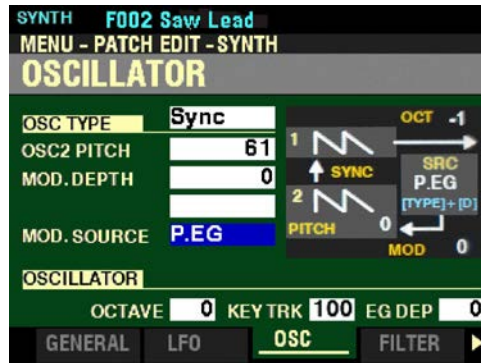 SYNTH F002 Saw Lead
MENU - PATCH EDIT - SYNTH
OSCILLATOR
OSC TYPE Sync
OSC2 PITCH 61
MOD. DEPTH 0
MOD. SOURCE P.EG
OCT -1
1
SYNC
SRC
P.EG
[TYPE]+[D]
2
PITCH 0
MOD 0
OSCILLATOR
OCTAVE 0 KEY TRK 100 EG DEP 0
GENERAL LFO OSC FILTER